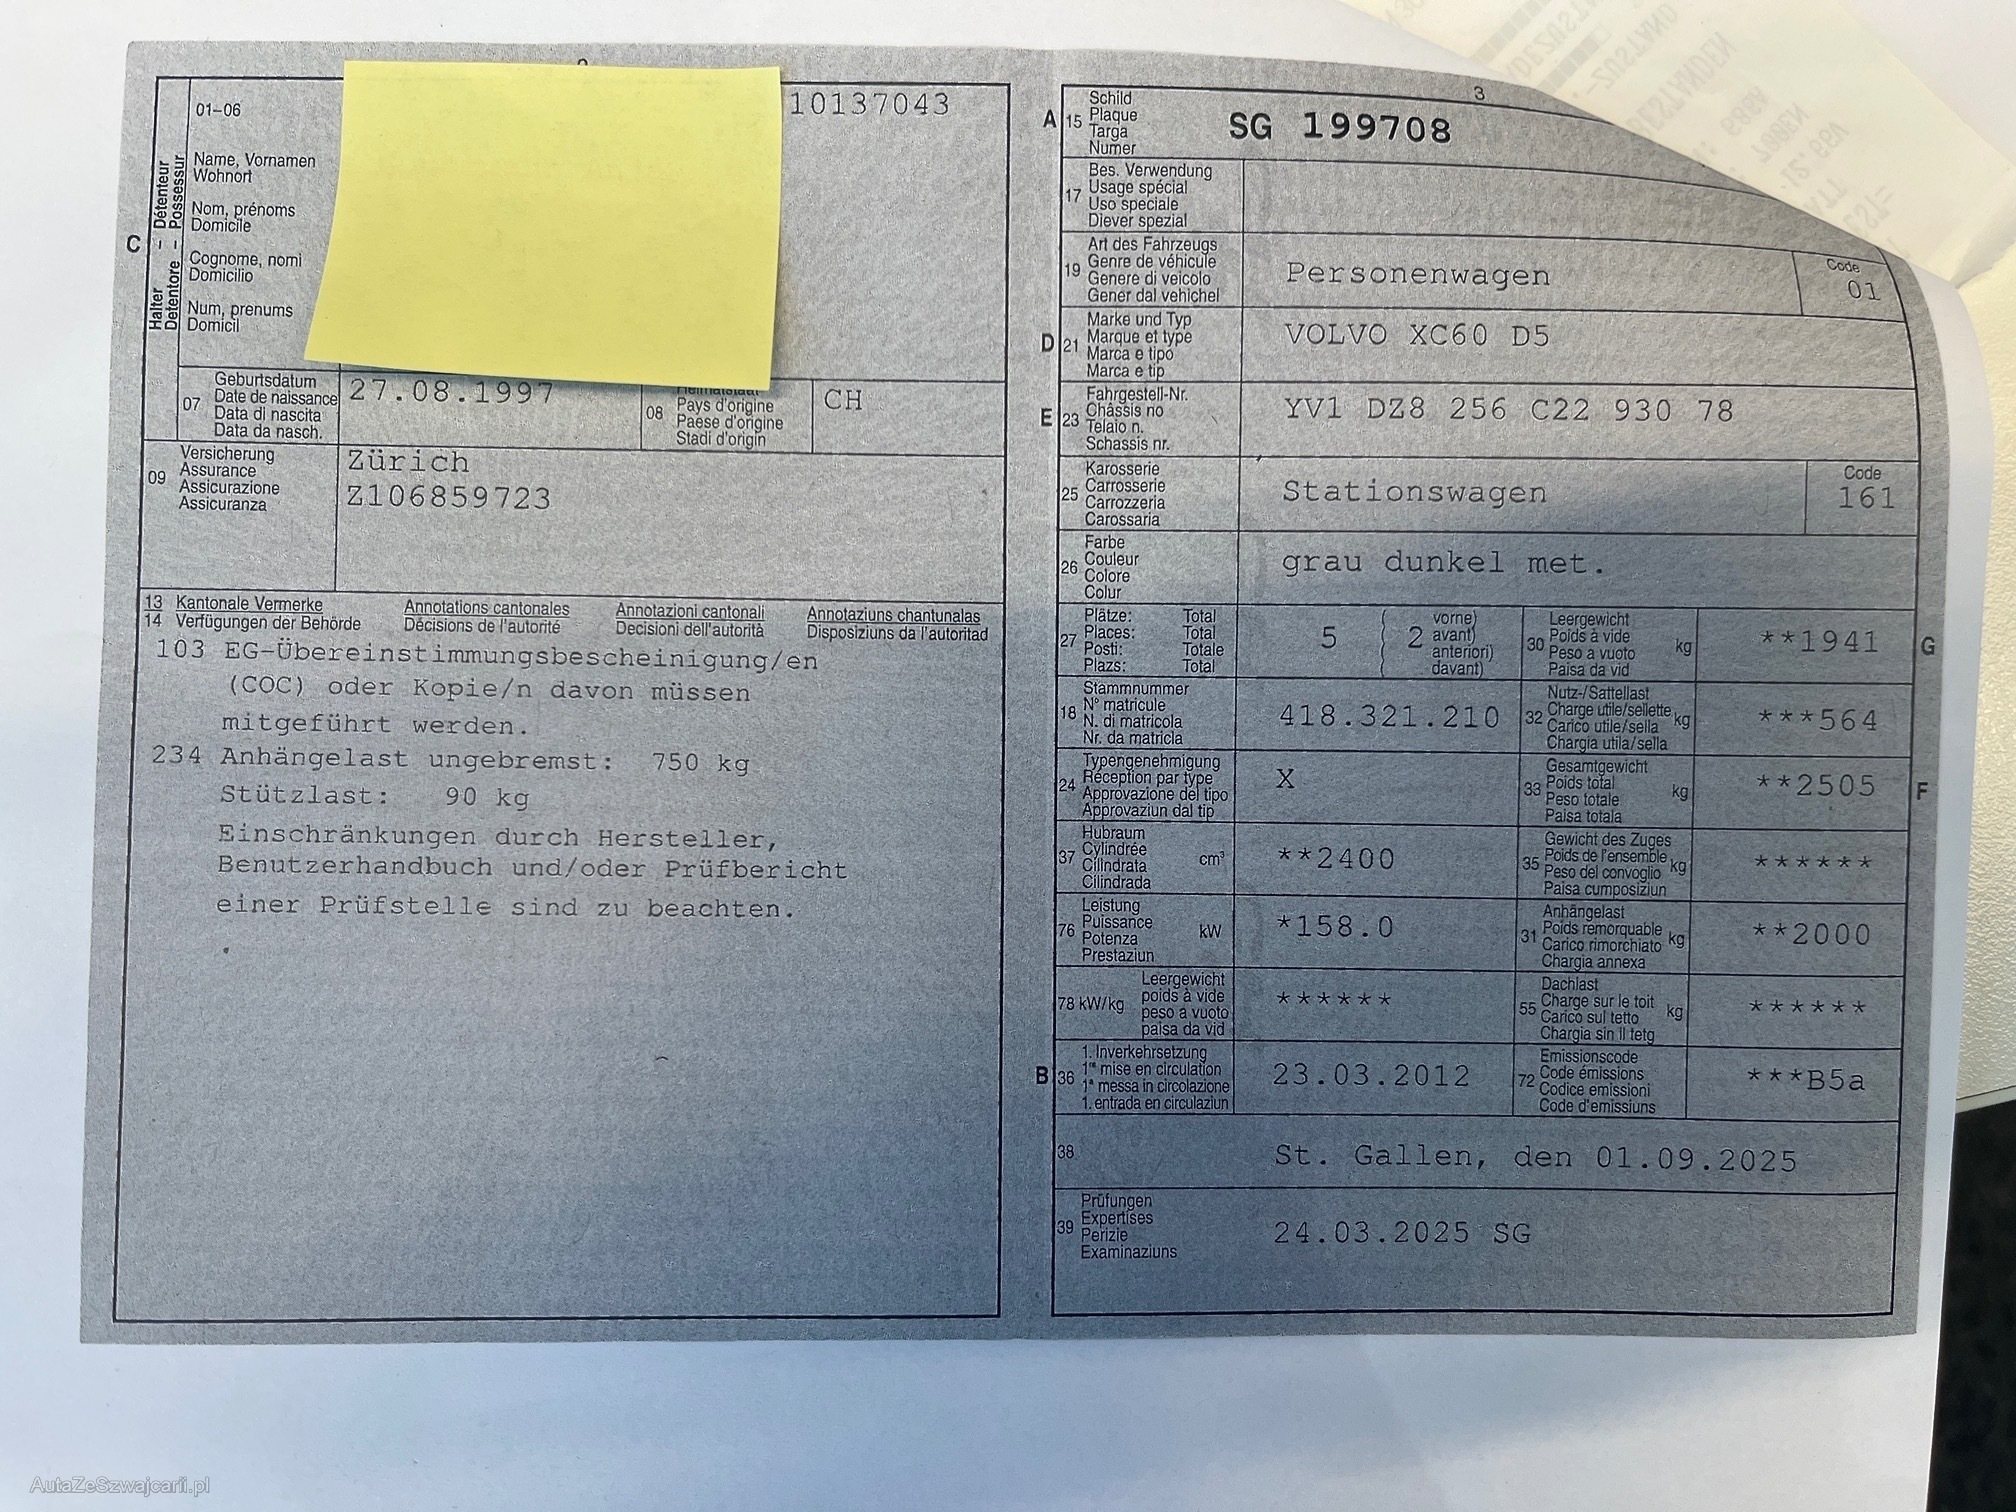 01–06
10137043
Name, Vornamen
Wohnort
Nom, prénoms
Domicile
Cognome, nomi
Domicilio
Num, prenums
Domicil
C
Halter – Détenteur
Detentore – Possessur
07
Geburtsdatum
Date de naissance
Data di nascita
Data da nasch.
27.08.1997
08
Pays d'origine
Paese d'origine
Stadi d'origin
CH
09
Versicherung
Assurance
Assicurazione
Assicuranza
Zürich
Z106859723
13 Kantonale Vermerke Annotations cantonales Annotazioni cantonali Annotaziuns chantunalas
14 Verfügungen der Behörde Décisions de l'autorité Decisioni dell'autorità Disposiziuns da l'autoritad
103 EG-Übereinstimmungsbescheinigung/en
(COC) oder Kopie/n davon müssen
mitgeführt werden.
234 Anhängelast ungebremst: 750 kg
Stützlast: 90 kg
Einschränkungen durch Hersteller,
Benutzerhandbuch und/oder Prüfbericht
einer Prüfstelle sind zu beachten.
3
A 15
Schild
Plaque
Targa
Numer
SG 199708
17
Bes. Verwendung
Usage spécial
Uso speciale
Diever spezial
19
Art des Fahrzeugs
Genre de véhicule
Genere di veicolo
Gener dal vehichel
Personenwagen
Code
01
D 21
Marke und Typ
Marque et type
Marca e tipo
Marca e tip
VOLVO XC60 D5
E 23
Fahrgestell-Nr.
Châssis no
Telaio n.
Schassis nr.
YV1 DZ8 256 C22 930 78
25
Karosserie
Carrosserie
Carrozzeria
Carossaria
Stationswagen
Code
161
26
Farbe
Couleur
Colore
Colur
grau dunkel met.
27
Plätze: Total
Places: Total
Posti: Totale
Plazs: Total
5
2
vorne)
avant)
anteriori)
davant)
30
Leergewicht
Poids à vide
Peso a vuoto
Paisa da vid
kg
**1941
G
18
Stammnummer
N° matricule
N. di matricola
Nr. da matricla
418.321.210
32
Nutz-/Sattellast
Charge utile/sellette
Carico utile/sella
Chargia utila/sella
kg
***564
24
Typengenehmigung
Réception par type
Approvazione del tipo
Approvaziun dal tip
X
33
Gesamtgewicht
Poids total
Peso totale
Paisa totala
kg
**2505
F
37
Hubraum
Cylindrée
Cilindrata
Cilindrada
cm³
**2400
35
Gewicht des Zuges
Poids de l'ensemble
Peso del convoglio
Paisa cumposiziun
kg
******
76
Leistung
Puissance
Potenza
Prestaziun
kW
*158.0
31
Anhängelast
Poids remorquable
Carico rimorchiato
Chargia annexa
kg
**2000
78 kW/kg
Leergewicht
poids à vide
peso a vuoto
paisa da vid
******
55
Dachlast
Charge sur le toit
Carico sul tetto
Chargia sin il tetg
kg
******
B 36
1. Inverkehrsetzung
1re mise en circulation
1a messa in circolazione
1. entrada en circulaziun
23.03.2012
72
Emissionscode
Code émissions
Codice emissioni
Code d'emissiuns
***B5a
38
St. Gallen, den 01.09.2025
39
Prüfungen
Expertises
Perizie
Examinaziuns
24.03.2025 SG
AutaZeSzwajcarii.pl